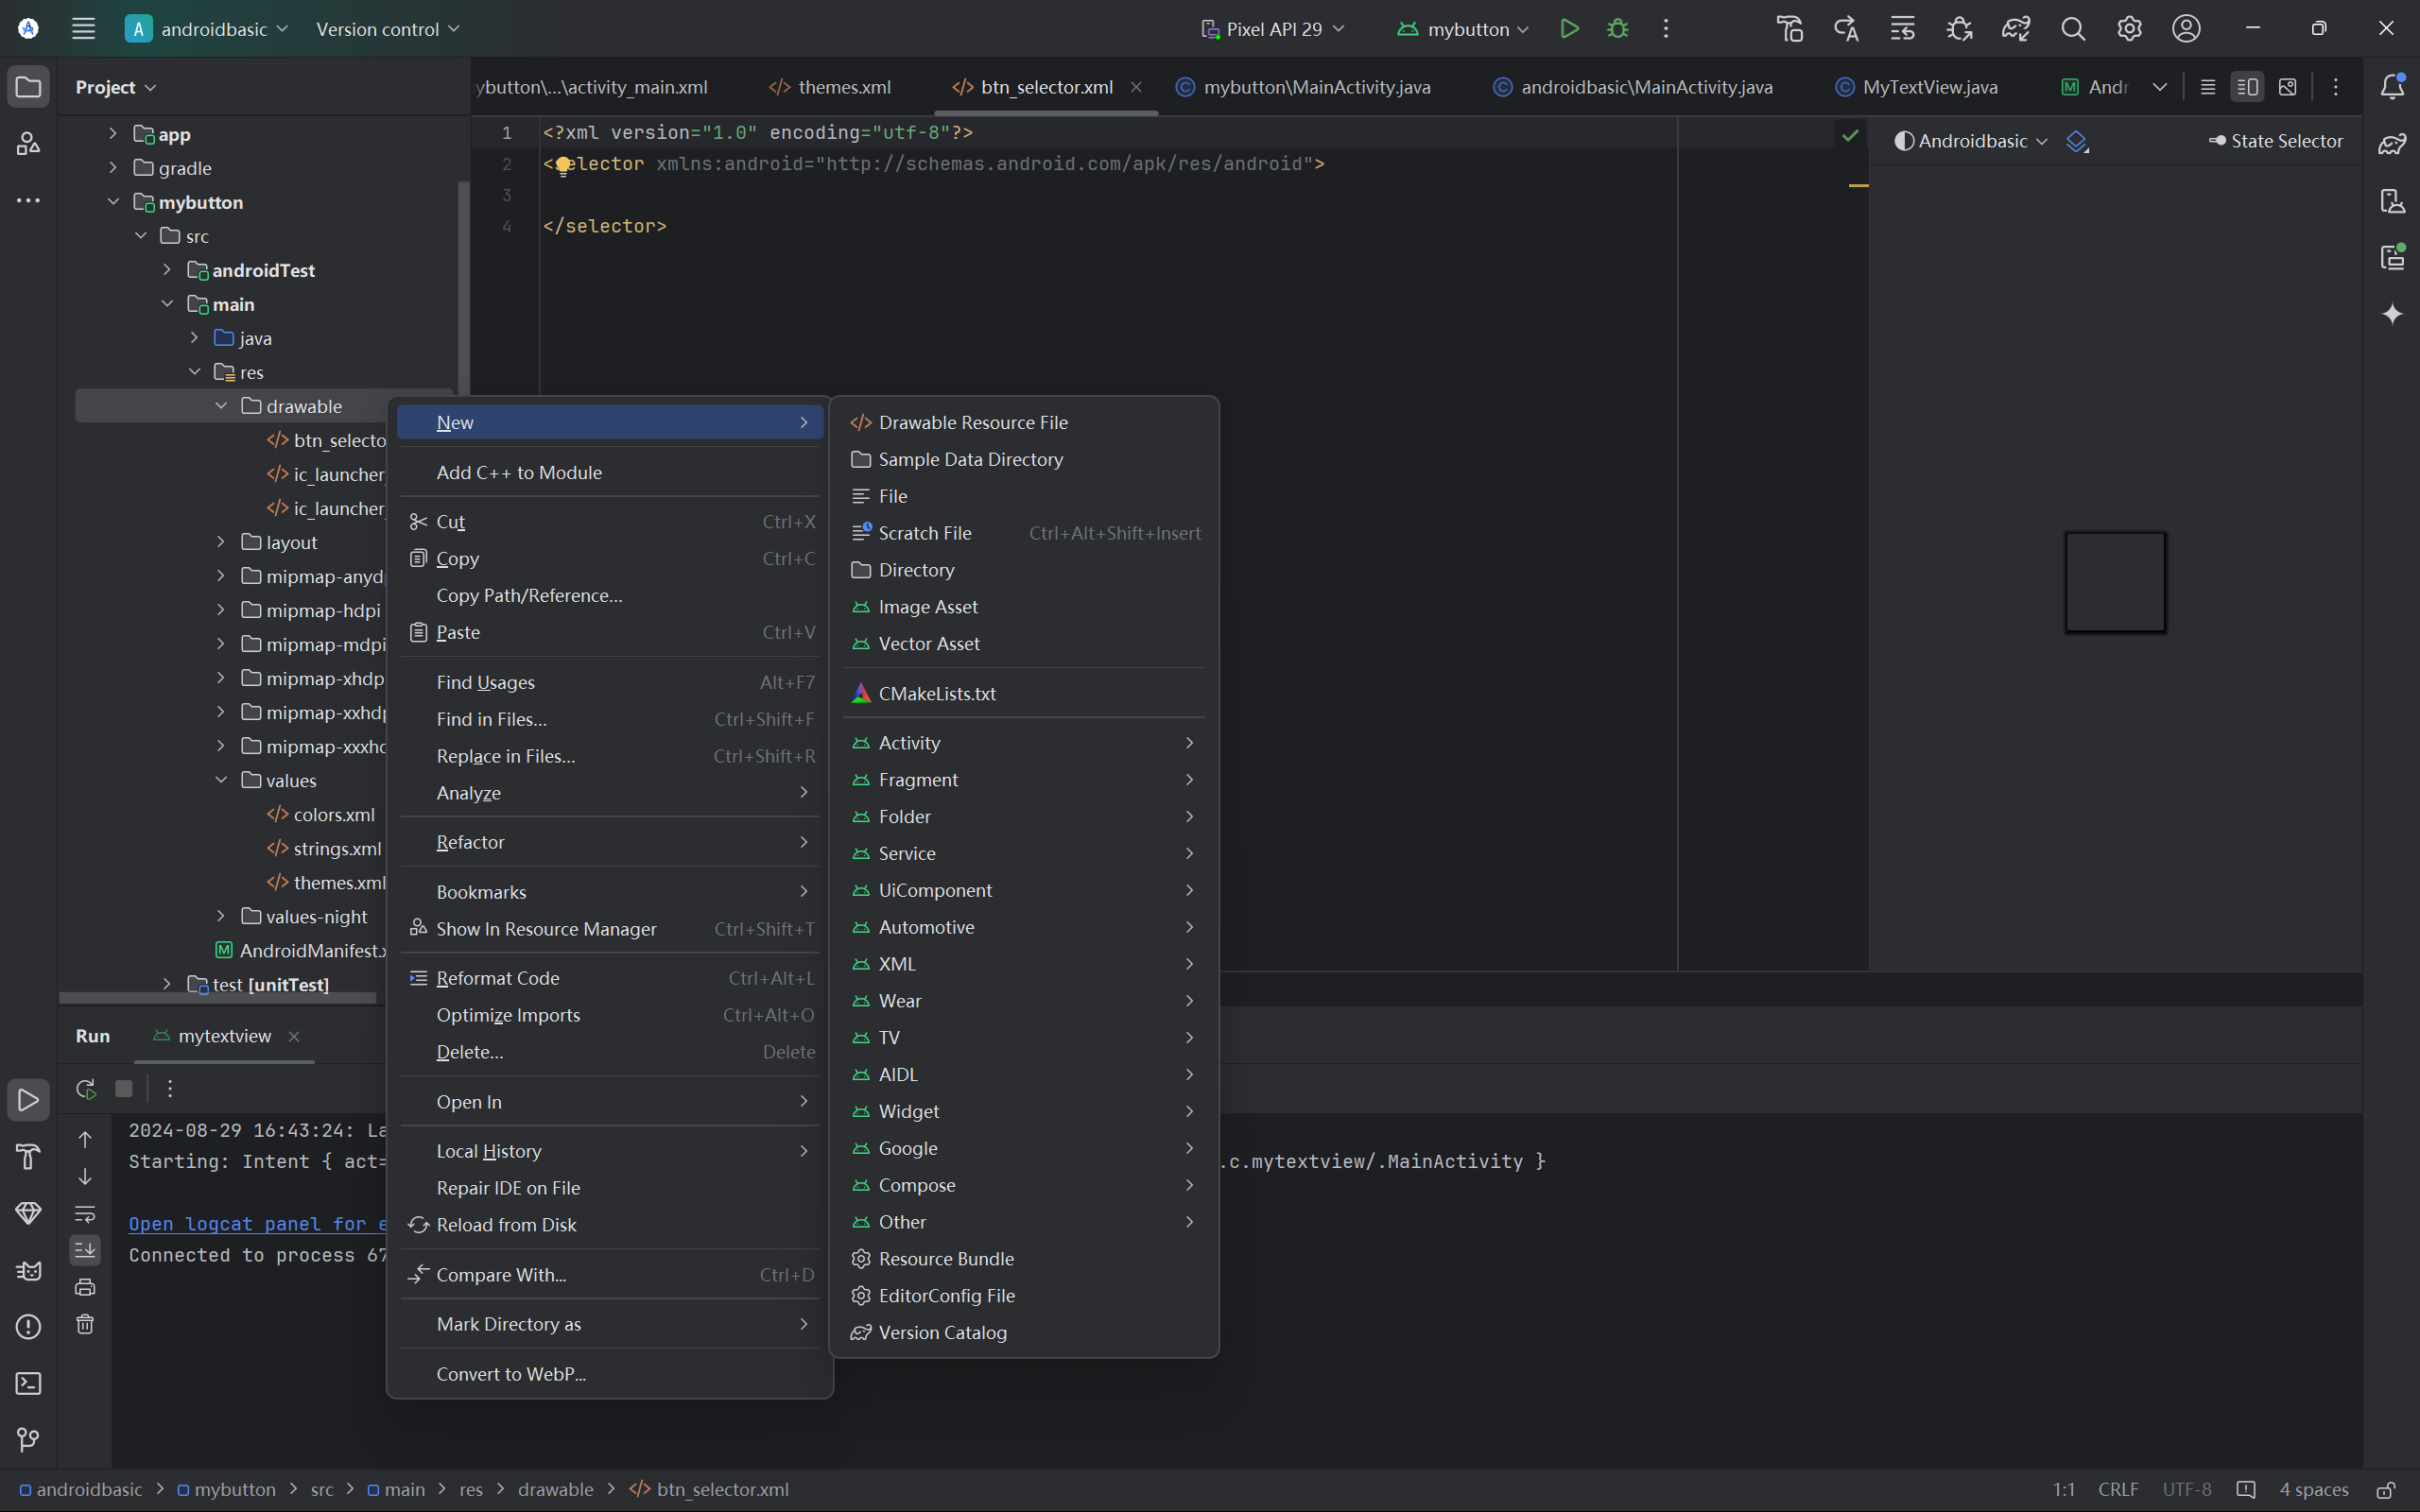 A androidbasic Version control Pixel API 29 mybutton
Project
ybutton\...\activity_main.xml themes.xml btn_selector.xml mybutton\MainActivity.java androidbasic\MainActivity.java MyTextView.java M Andr
app
gradle
mybutton
src
androidTest
main
java
res
drawable
btn_selecto
ic_launcher_
ic_launcher_
layout
mipmap-anyd
mipmap-hdpi
mipmap-mdpi
mipmap-xhdp
mipmap-xxhdp
mipmap-xxxhd
values
colors.xml
strings.xml
themes.xml
values-night
M AndroidManifest.x
test [unitTest]
1 <?xml version="1.0" encoding="utf-8"?>
2 <selector xmlns:android="http://schemas.android.com/apk/res/android">
3
4 </selector>
Androidbasic State Selector
New
Add C++ to Module
Cut Ctrl+X
Copy Ctrl+C
Copy Path/Reference...
Paste Ctrl+V
Find Usages Alt+F7
Find in Files... Ctrl+Shift+F
Replace in Files... Ctrl+Shift+R
Analyze
Refactor
Bookmarks
Show In Resource Manager Ctrl+Shift+T
Reformat Code Ctrl+Alt+L
Optimize Imports Ctrl+Alt+O
Delete... Delete
Open In
Local History
Repair IDE on File
Reload from Disk
Compare With... Ctrl+D
Mark Directory as
Convert to WebP...
Drawable Resource File
Sample Data Directory
File
Scratch File Ctrl+Alt+Shift+Insert
Directory
Image Asset
Vector Asset
CMakeLists.txt
Activity
Fragment
Folder
Service
UiComponent
Automotive
XML
Wear
TV
AIDL
Widget
Google
Compose
Other
Resource Bundle
EditorConfig File
Version Catalog
Run mytextview
2024-08-29 16:43:24: La
Starting: Intent { act= .c.mytextview/.MainActivity }
Open logcat panel for e
Connected to process 67
androidbasic > mybutton > src > main > res > drawable > btn_selector.xml
1:1 CRLF UTF-8 4 spaces